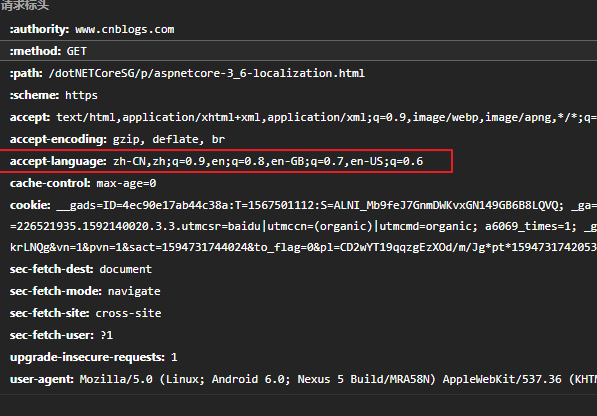 请求标头
:authority: www.cnblogs.com
:method: GET
:path: /dotNETCoreSG/p/aspnetcore-3_6-localization.html
:scheme: https
accept: text/html,application/xhtml+xml,application/xml;q=0.9,image/webp,image/apng,*/*;q=
accept-encoding: gzip, deflate, br
accept-language: zh-CN,zh;q=0.9,en;q=0.8,en-GB;q=0.7,en-US;q=0.6
cache-control: max-age=0
cookie: __gads=ID=4ec90e17ab44c38a:T=1567501112:S=ALNI_Mb9feJ7GnmDWKvxGN149GB6B8LQVQ; _ga=
=226521935.1592140020.3.3.utmcsr=baidu|utmccn=(organic)|utmcmd=organic; a6069_times=1; _g
krLNQg&vn=1&pvn=1&sact=1594731744024&to_flag=0&pl=CD2wYT19qqzgEzXOd/m/Jg*pt*1594731742053
sec-fetch-dest: document
sec-fetch-mode: navigate
sec-fetch-site: cross-site
sec-fetch-user: ?1
upgrade-insecure-requests: 1
user-agent: Mozilla/5.0 (Linux; Android 6.0; Nexus 5 Build/MRA58N) AppleWebKit/537.36 (KHT